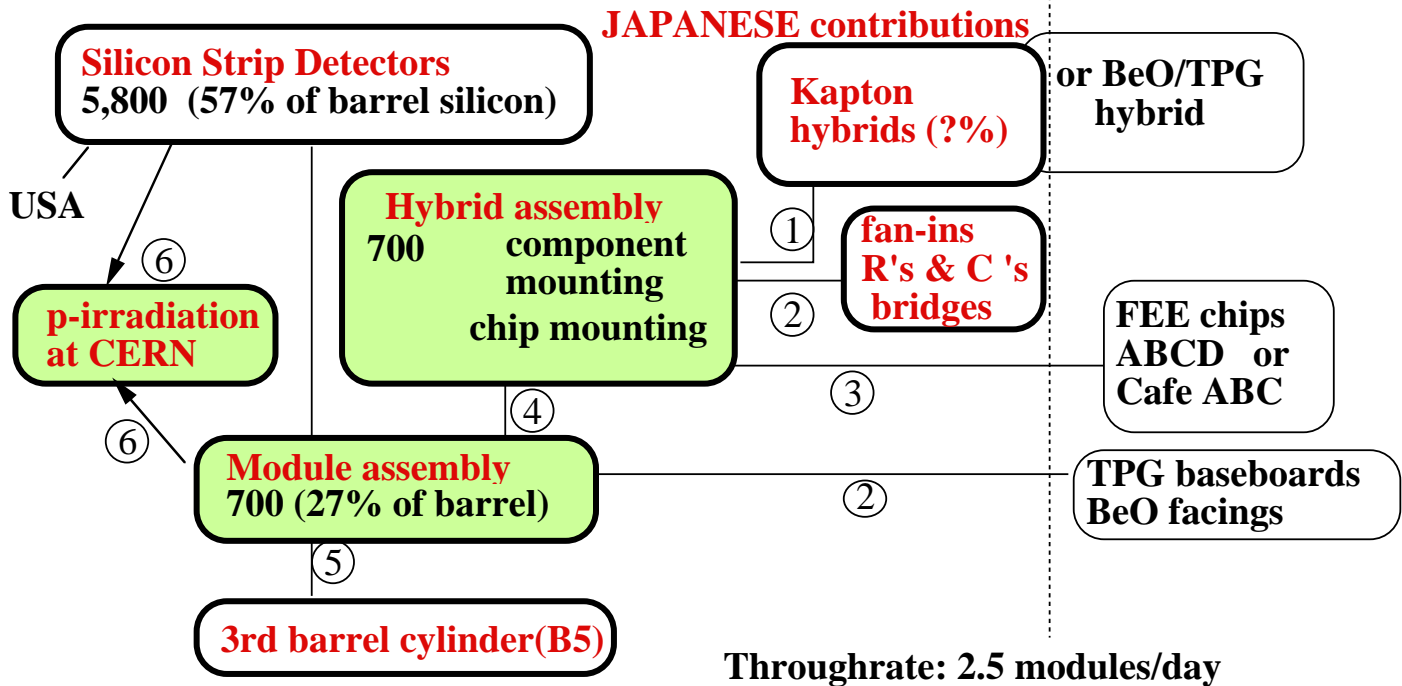 JAPANESE contributions
Silicon Strip Detectors
5,800 (57% of barrel silicon)
Kapton
hybrids (?%)
or BeO/TPG
hybrid
USA
Hybrid assembly
700 component
mounting
chip mounting
1
fan-ins
R's & C 's
bridges
2
6
p-irradiation
at CERN
FEE chips
ABCD or
Cafe ABC
3
4
6
Module assembly
700 (27% of barrel)
TPG baseboards
BeO facings
2
5
3rd barrel cylinder(B5)
Throughrate: 2.5 modules/day